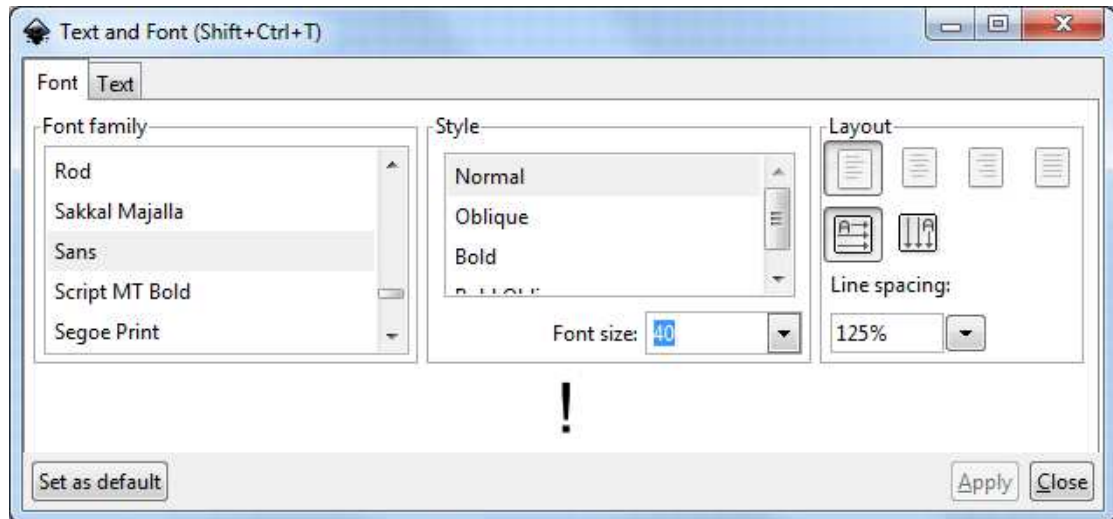 Text and Font (Shift+Ctrl+T)
Font Text
Font family
Rod
Sakkal Majalla
Sans
Script MT Bold
Segoe Print
Style
Normal
Oblique
Bold
Font size: 40
Layout
Line spacing:
125%
!
Set as default
Apply Close